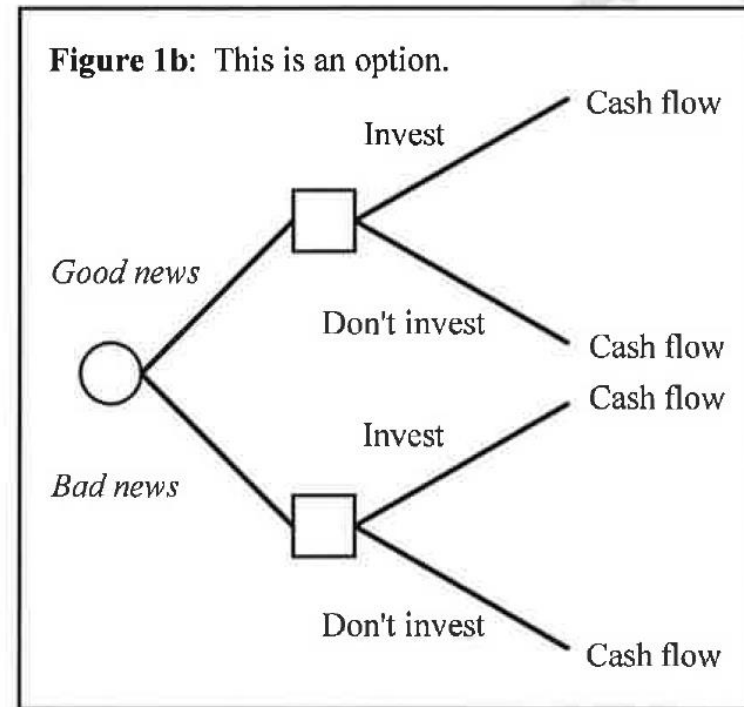 Figure 1b: This is an option.
Cash flow
Invest
Good news
Don't invest
Cash flow
Cash flow
Invest
Bad news
Don't invest
Cash flow